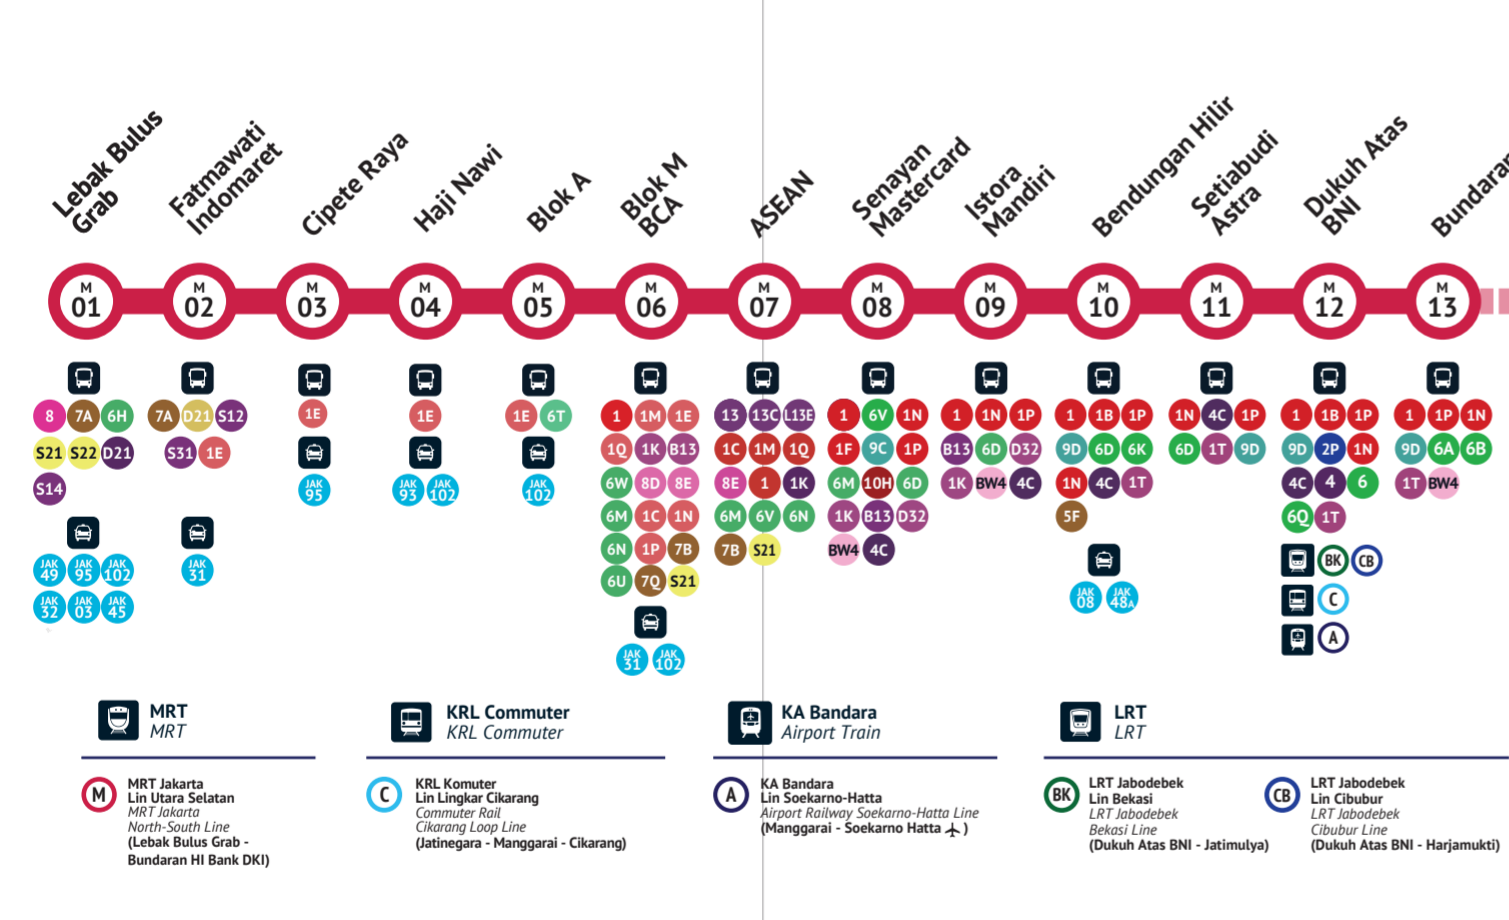 Lebak Bulus
Grab
Fatmawati
Indomaret
Cipete Raya
Haji Nawi
Blok A
Blok M
BCA
ASEAN
Senayan
Mastercard
Istora
Mandiri
Bendungan Hilir
Setiabudi
Astra
Dukuh Atas
BNI
Bundaran
M M M M M M M M M M M M M
01 02 03 04 05 06 07 08 09 10 11 12 13
8 7A 6H
S21 S22 D21
S14
JAK 49 JAK 95 JAK 102
JAK 32 JAK 03 JAK 45
7A D21 S12
S31 1E
JAK 31
1E
JAK 95
1E
JAK 93 JAK 102
1E 6T
JAK 102
1 1M 1E
1Q 1K B13
6W 8D 8E
6M 1C 1N
6N 1P 7B
6U 7Q S21
JAK 31 JAK 102
13 13C L13E
1C 1M 1Q
8E 1 1K
6M 6V 6N
7B S21
1 6V 1N
1F 9C 1P
6M 10H 6D
1K B13 D32
BW4 4C
1 1N 1P
B13 6D D32
1K BW4 4C
1 1B 1P
9D 6D 6K
1N 4C 1T
5F
JAK 08 JAK 48A
1N 4C 1P
6D 1T 9D
1 1B 1P
9D 2P 1N
4C 4 6
6Q 1T
BK CB
C
A
1 1P 1N
9D 6A 6B
1T BW4
MRT
MRT
M
MRT Jakarta
Lin Utara Selatan
MRT Jakarta
North-South Line
(Lebak Bulus Grab -
Bundaran HI Bank DKI)
KRL Commuter
KRL Commuter
C
KRL Komuter
Lin Lingkar Cikarang
Commuter Rail
Cikarang Loop Line
(Jatinegara - Manggarai - Cikarang)
KA Bandara
Airport Train
A
KA Bandara
Lin Soekarno-Hatta
Airport Railway Soekarno-Hatta Line
(Manggarai - Soekarno Hatta )
LRT
LRT
BK
LRT Jabodebek
Lin Bekasi
LRT Jabodebek
Bekasi Line
(Dukuh Atas BNI - Jatimulya)
CB
LRT Jabodebek
Lin Cibubur
LRT Jabodebek
Cibubur Line
(Dukuh Atas BNI - Harjamukti)